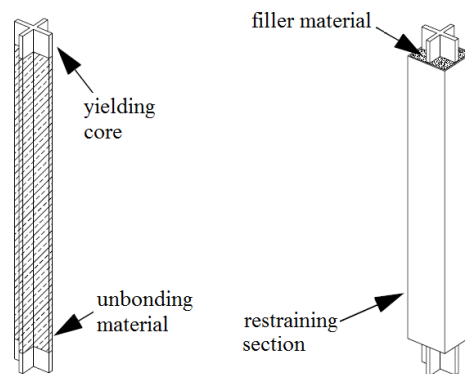 filler material
yielding
core
unbonding
material
restraining
section